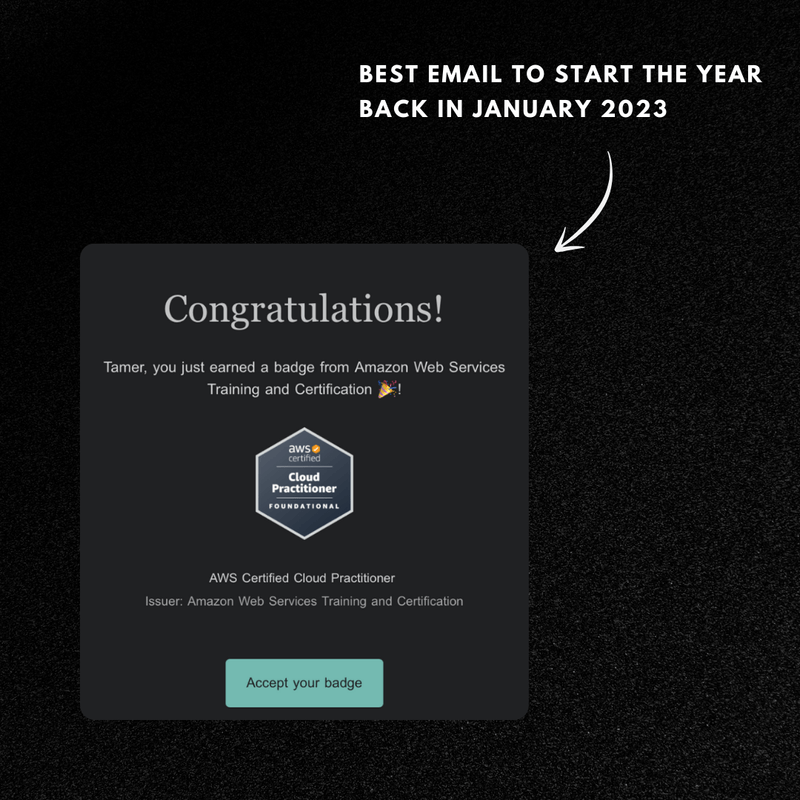 BEST EMAIL TO START THE YEAR
BACK IN JANUARY 2023
Congratulations!
Tamer, you just earned a badge from Amazon Web Services
Training and Certification 🎉!
aws
certified
Cloud
Practitioner
FOUNDATIONAL
AWS Certified Cloud Practitioner
Issuer: Amazon Web Services Training and Certification
Accept your badge